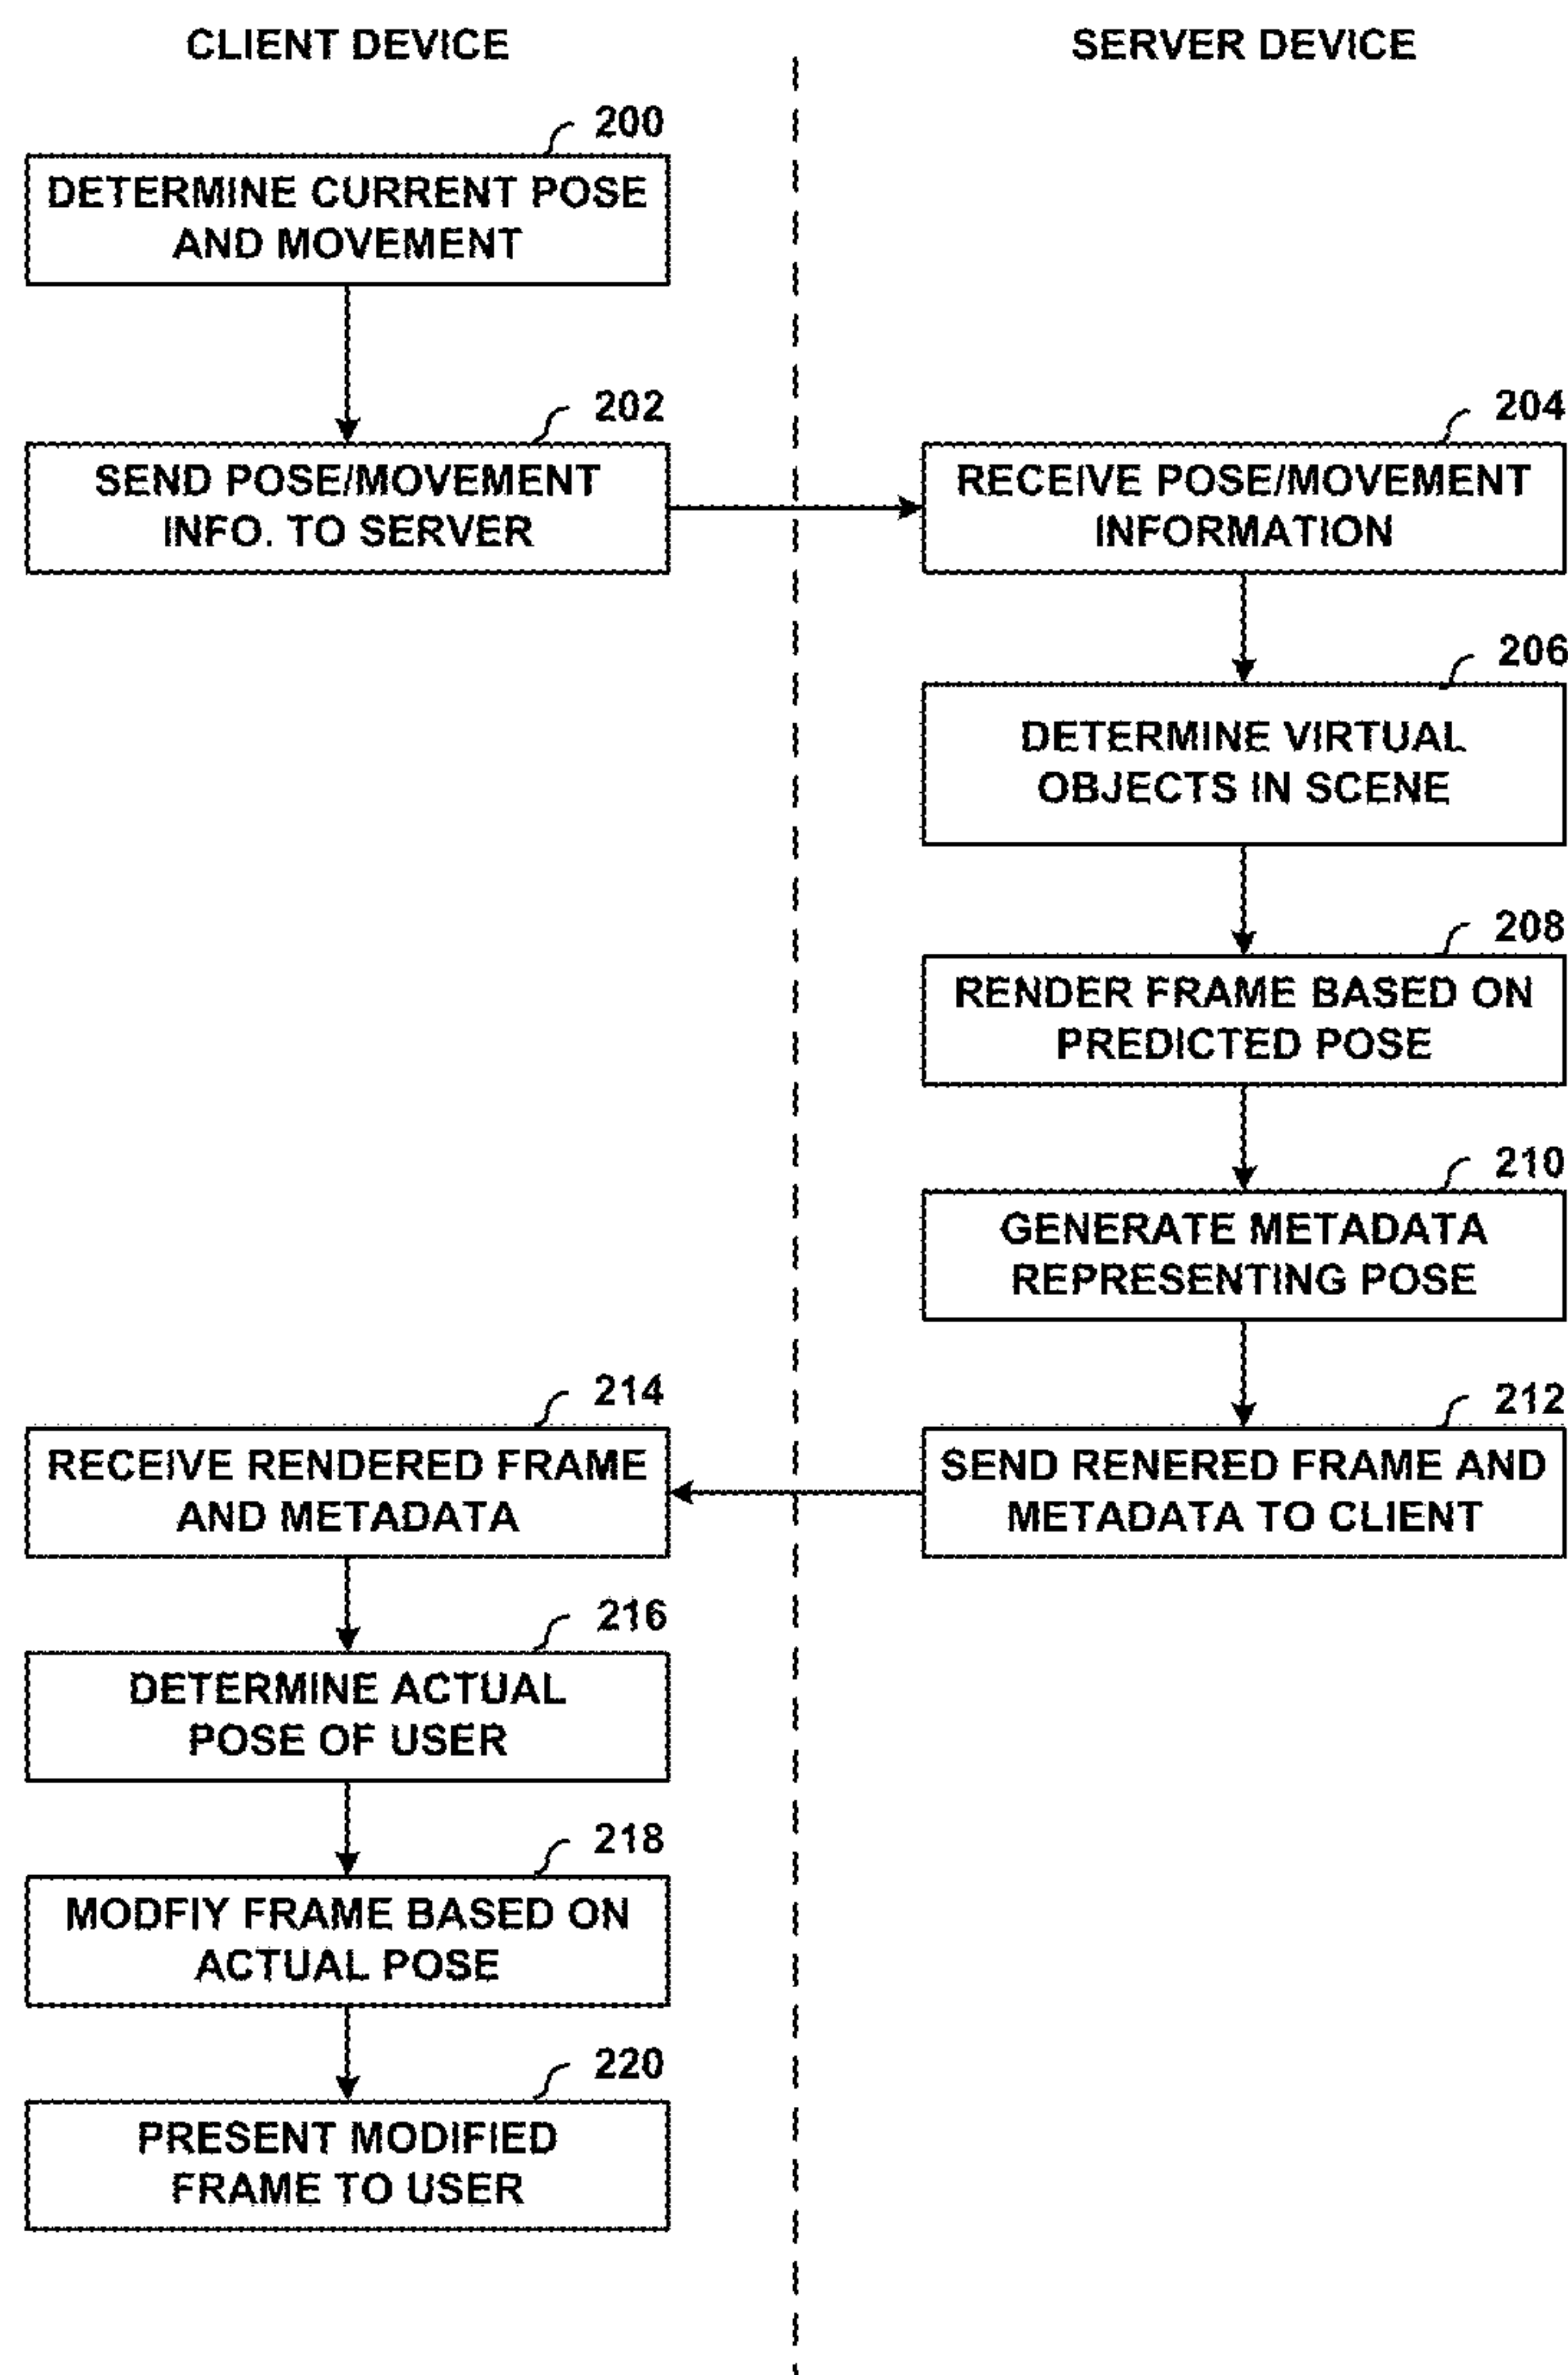 CLIENT DEVICE
SERVER DEVICE
200
DETERMINE CURRENT POSE
AND MOVEMENT
202
SEND POSE/MOVEMENT
INFO. TO SERVER
204
RECEIVE POSE/MOVEMENT
INFORMATION
206
DETERMINE VIRTUAL
OBJECTS IN SCENE
208
RENDER FRAME BASED ON
PREDICTED POSE
210
GENERATE METADATA
REPRESENTING POSE
212
SEND RENERED FRAME AND
METADATA TO CLIENT
214
RECEIVE RENDERED FRAME
AND METADATA
216
DETERMINE ACTUAL
POSE OF USER
218
MODFIY FRAME BASED ON
ACTUAL POSE
220
PRESENT MODIFIED
FRAME TO USER